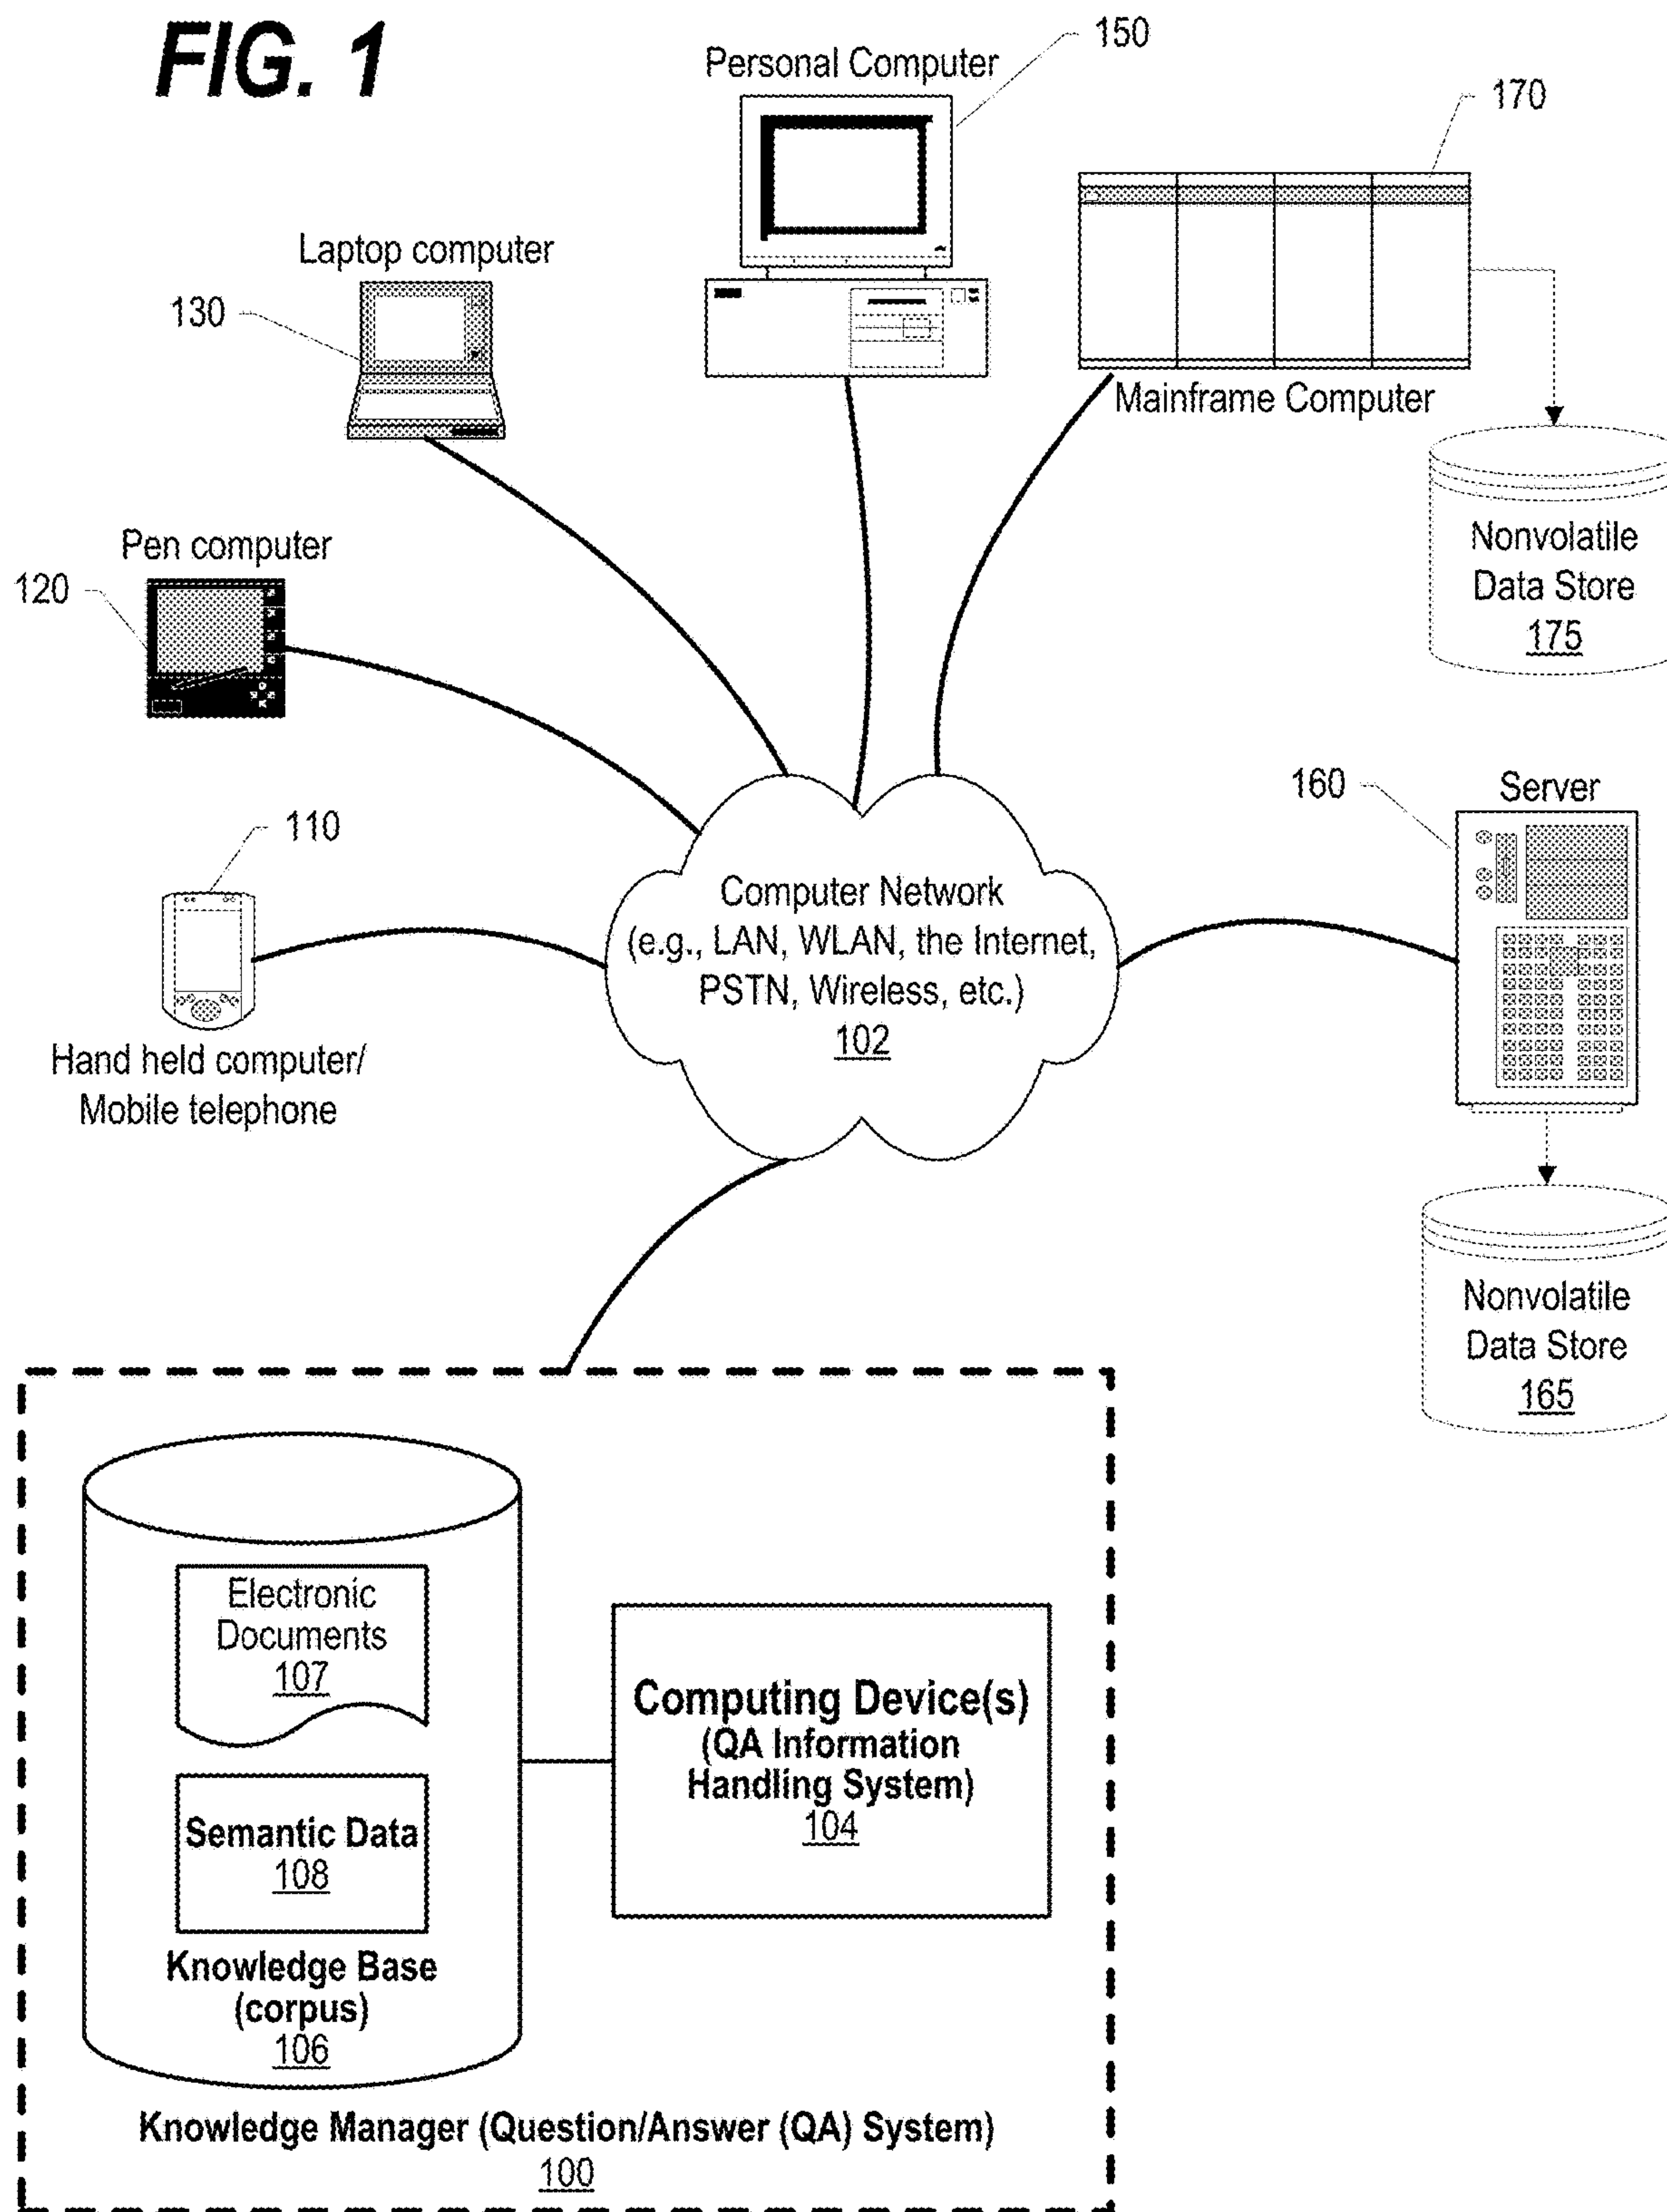 FIG. 1
Personal Computer
150
170
Laptop computer
130
Mainframe Computer
Nonvolatile
Data Store
175
Pen computer
120
160
Server
110
Computer Network
(e.g., LAN, WLAN, the Internet,
PSTN, Wireless, etc.)
102
Hand held computer/
Mobile telephone
Nonvolatile
Data Store
165
Electronic
Documents
107
Semantic Data
108
Knowledge Base
(corpus)
106
Computing Device(s)
(QA Information
Handling System)
104
Knowledge Manager (Question/Answer (QA) System)
100